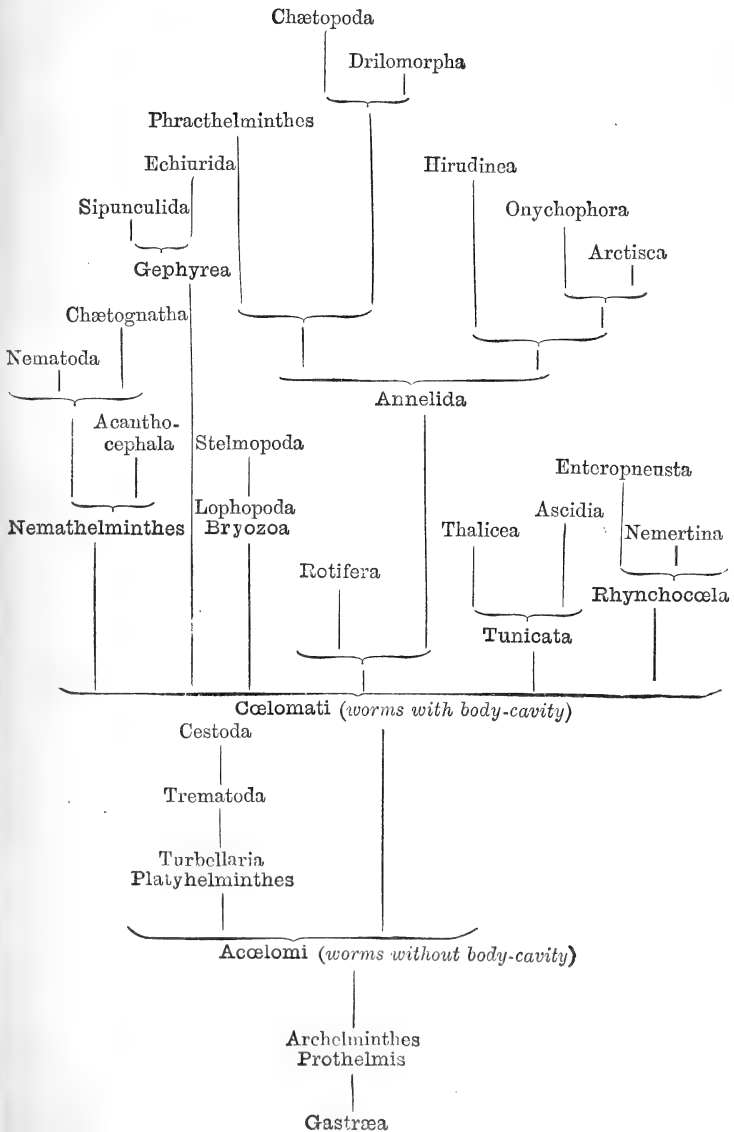 Chætopoda
Drilomorpha
Phracthelminthes
Echiurida
Hirudinea
Sipunculida
Onychophora
Arctisca
Gephyrea
Chætognatha
Nematoda
Annelida
Acantho-
cephala
Stelmopoda
Enteropneusta
Lophopoda
Ascidia
Nemathelminthes
Bryozoa
Thalicea
Nemertina
Rotifera
Rhynchocœla
Tunicata
Cœlomati (worms with body-cavity)
Cestoda
Trematoda
Turbellaria
Platyhelminthes
Acœlomi (worms without body-cavity)
Archelminthes
Prothelmis
Gastræa